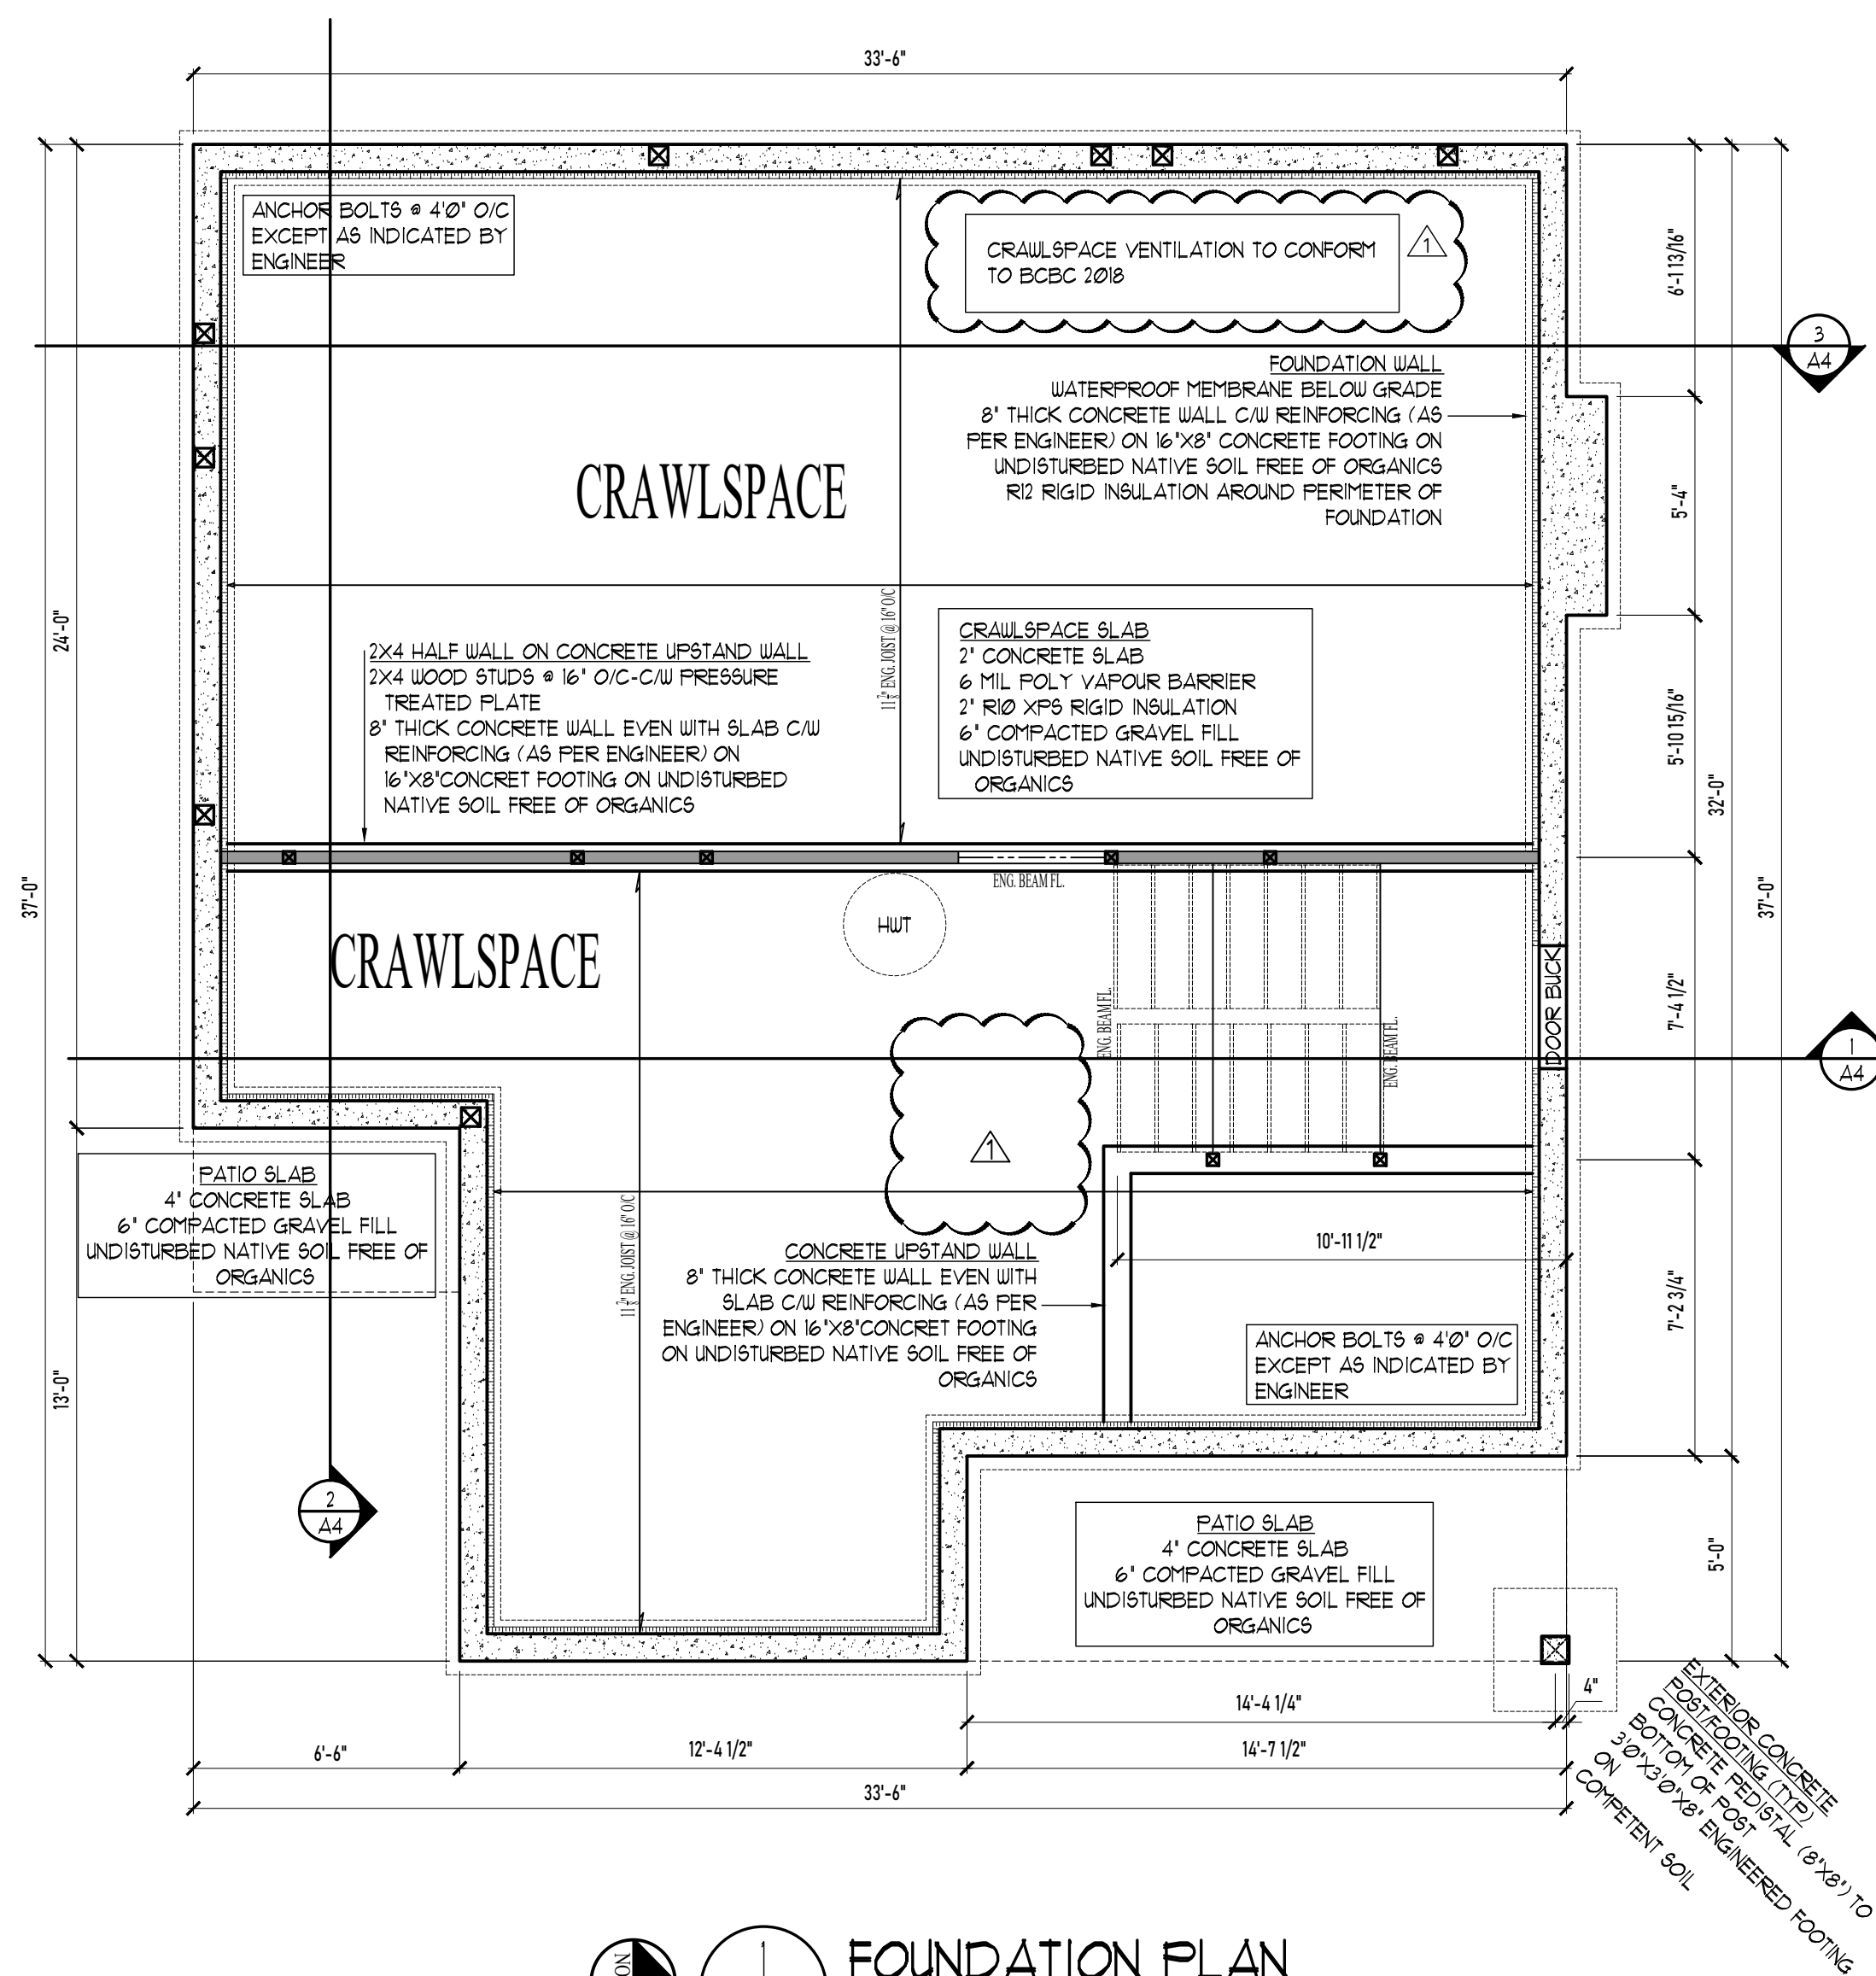 33'-6"
ANCHOR BOLTS @ 4'0" O/C
EXCEPT AS INDICATED BY
ENGINEER
CRAWLSPACE VENTILATION TO CONFORM
TO BCBC 2018
1
6'-1 13/16"
3
A4
FOUNDATION WALL
WATERPROOF MEMBRANE BELOW GRADE
8" THICK CONCRETE WALL C/W REINFORCING (AS
PER ENGINEER) ON 16"X8" CONCRETE FOOTING ON
UNDISTURBED NATIVE SOIL FREE OF ORGANICS
R12 RIGID INSULATION AROUND PERIMETER OF
FOUNDATION
CRAWLSPACE
5'-4"
24'-0"
11 7/8" ENG. JOIST @ 16" O/C
2X4 HALF WALL ON CONCRETE UPSTAND WALL
2X4 WOOD STUDS @ 16" O/C-C/W PRESSURE
TREATED PLATE
8" THICK CONCRETE WALL EVEN WITH SLAB C/W
REINFORCING (AS PER ENGINEER) ON
16"X8"CONCRET FOOTING ON UNDISTURBED
NATIVE SOIL FREE OF ORGANICS
CRAWLSPACE SLAB
2" CONCRETE SLAB
6 MIL POLY VAPOUR BARRIER
2" R10 XPS RIGID INSULATION
6" COMPACTED GRAVEL FILL
UNDISTURBED NATIVE SOIL FREE OF
ORGANICS
5'-10 15/16"
32'-0"
37'-0"
37'-0"
ENG. BEAM FL.
HWT
CRAWLSPACE
ENG. BEAM FL.
ENG. BEAM FL.
DOOR BUCK
7'-4 1/2"
1
A4
1
PATIO SLAB
4" CONCRETE SLAB
6" COMPACTED GRAVEL FILL
UNDISTURBED NATIVE SOIL FREE OF
ORGANICS
11 7/8" ENG. JOIST @ 16" O/C
CONCRETE UPSTAND WALL
8" THICK CONCRETE WALL EVEN WITH
SLAB C/W REINFORCING (AS PER
ENGINEER) ON 16"X8"CONCRET FOOTING
ON UNDISTURBED NATIVE SOIL FREE OF
ORGANICS
10'-11 1/2"
7'-2 3/4"
ANCHOR BOLTS @ 4'0" O/C
EXCEPT AS INDICATED BY
ENGINEER
13'-0"
2
A4
PATIO SLAB
4" CONCRETE SLAB
6" COMPACTED GRAVEL FILL
UNDISTURBED NATIVE SOIL FREE OF
ORGANICS
5'-0"
14'-4 1/4"
4"
6'-6"
12'-4 1/2"
14'-7 1/2"
33'-6"
EXTERIOR CONCRETE
POST/FOOTING (TYP)
CONCRETE PEDISTAL (8"X8") TO
BOTTOM OF POST
3'0"X3'0"X8" ENGINEERED FOOTING
ON
COMPETENT SOIL
1
FOUNDATION PLAN